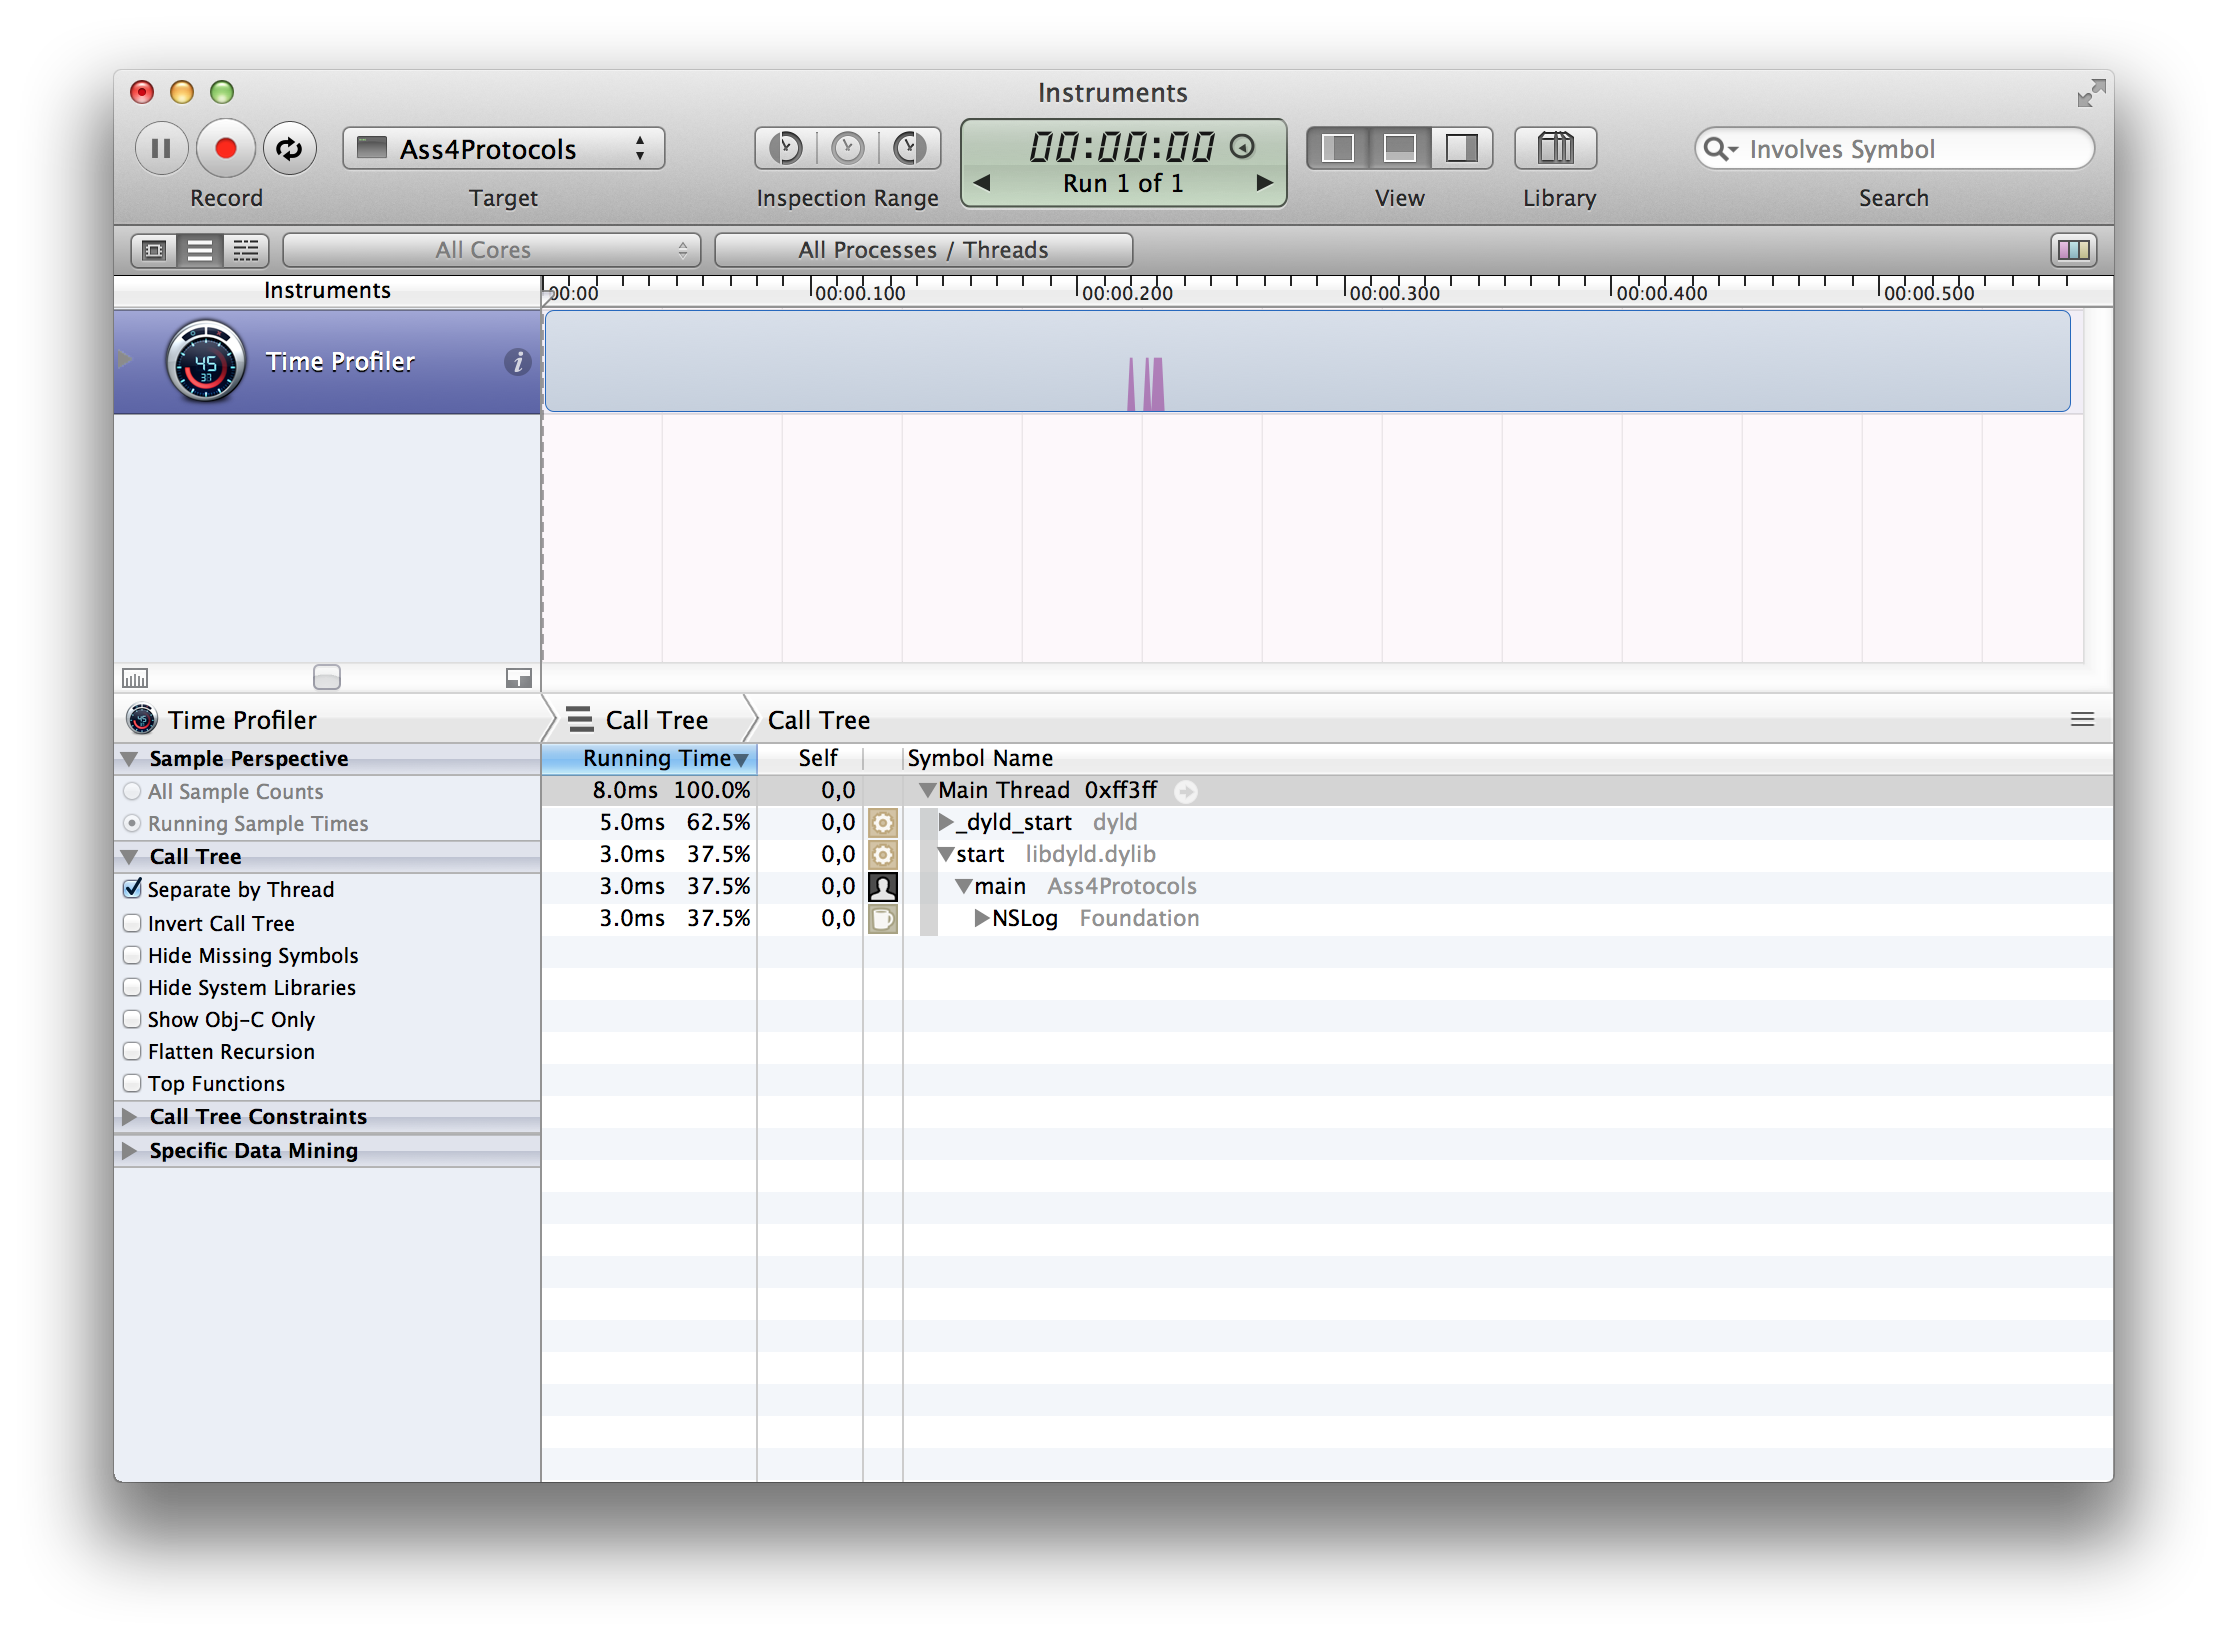 Instruments
Ass4Protocols
00:00:00
Run 1 of 1
Involves Symbol
Record
Target
Inspection Range
View
Library
Search
All Cores
All Processes / Threads
Instruments
00:00
00:00.100
00:00.200
00:00.300
00:00.400
00:00.500
45
37
Time Profiler
i
Time Profiler
Call Tree
Call Tree
Sample Perspective
Running Time
Self
Symbol Name
All Sample Counts
8.0ms 100.0% 0,0 Main Thread 0xff3ff
Running Sample Times
5.0ms 62.5% 0,0 _dyld_start dyld
Call Tree
3.0ms 37.5% 0,0 start libdyld.dylib
Separate by Thread
3.0ms 37.5% 0,0 main Ass4Protocols
Invert Call Tree
3.0ms 37.5% 0,0 NSLog Foundation
Hide Missing Symbols
Hide System Libraries
Show Obj-C Only
Flatten Recursion
Top Functions
Call Tree Constraints
Specific Data Mining